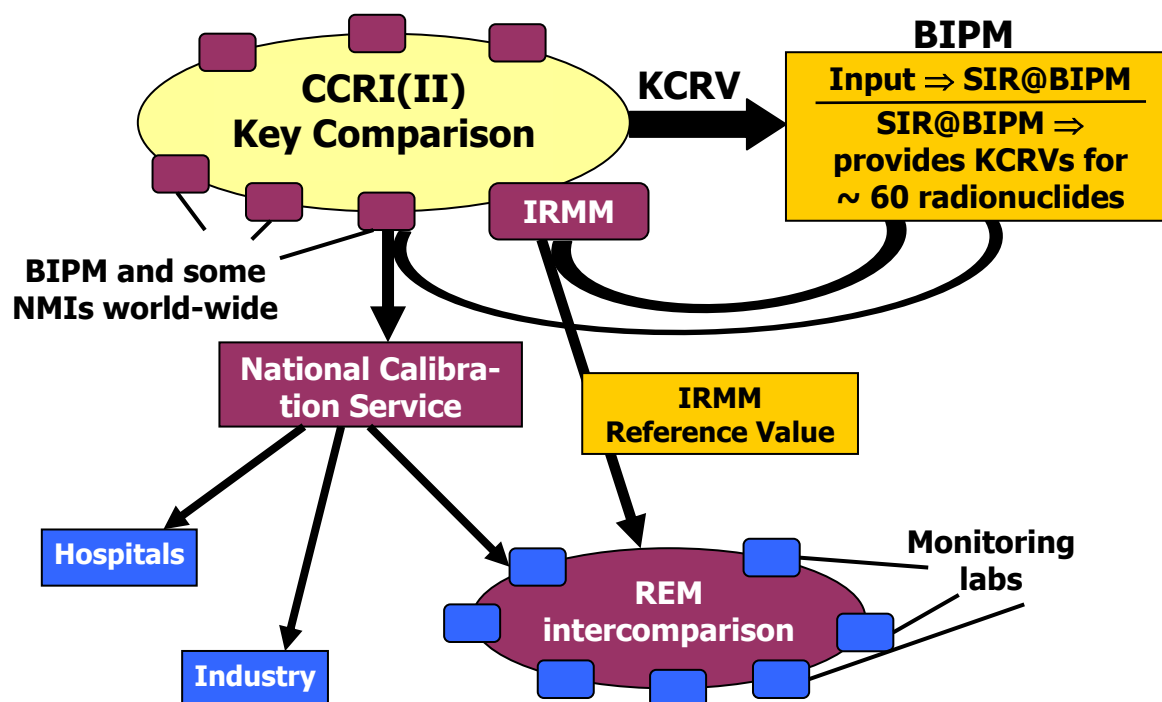 BIPM
CCRI(II)
Key Comparison
KCRV
Input ⇒ SIR@BIPM
SIR@BIPM ⇒
provides KCRVs for
~ 60 radionuclides
IRMM
BIPM and some
NMIs world-wide
National Calibra-
tion Service
IRMM
Reference Value
Hospitals
Monitoring
labs
REM
intercomparison
Industry